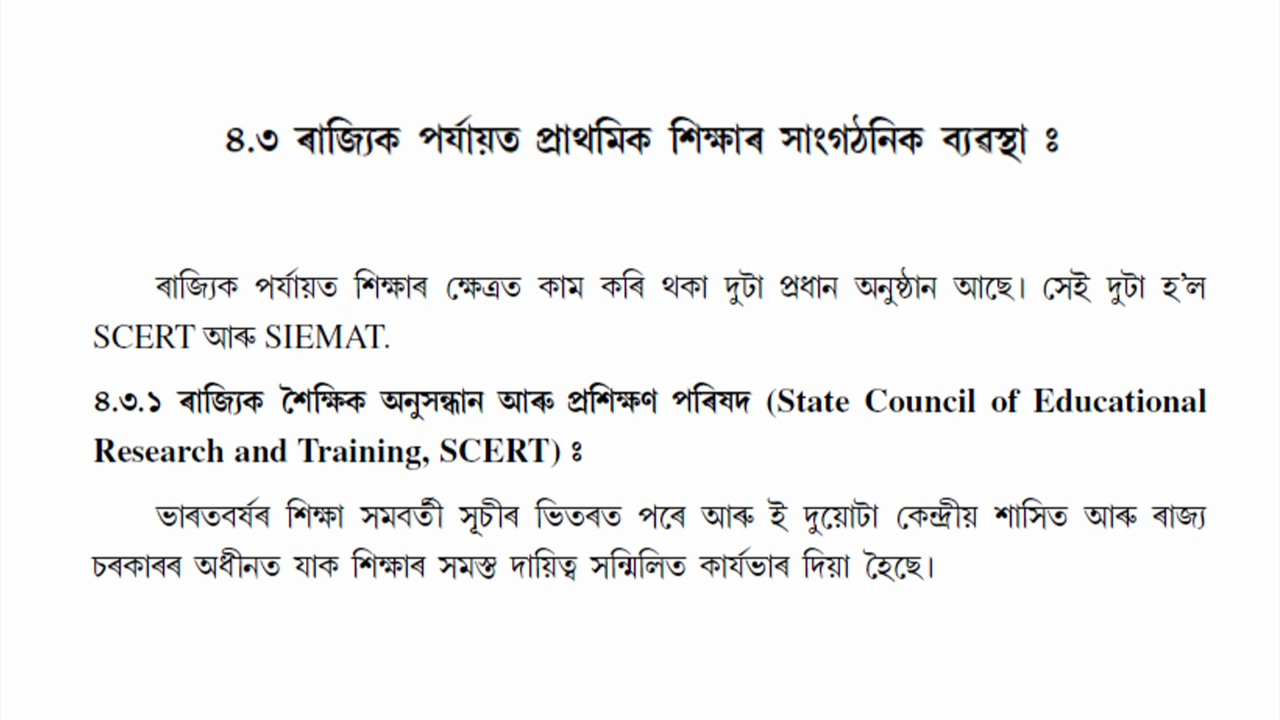 ৪.৩ ৰাজ্যিক পৰ্যায়ত প্ৰাথমিক শিক্ষাৰ সাংগঠনিক ব্যৱস্থা ঃ
ৰাজ্যিক পৰ্যায়ত শিক্ষাৰ ক্ষেত্ৰত কাম কৰি থকা দুটা প্ৰধান অনুষ্ঠান আছে। সেই দুটা হ’ল
SCERT আৰু SIEMAT.
৪.৩.১ ৰাজ্যিক শৈক্ষিক অনুসন্ধান আৰু প্ৰশিক্ষণ পৰিষদ (State Council of Educational
Research and Training, SCERT) ঃ
ভাৰতবৰ্ষৰ শিক্ষা সমবৰ্তী সূচীৰ ভিতৰত পৰে আৰু ই দুয়োটা কেন্দ্ৰীয় শাসিত আৰু ৰাজ্য
চৰকাৰৰ অধীনত যাক শিক্ষাৰ সমস্ত দায়িত্ব সন্মিলিত কাৰ্যভাৰ দিয়া হৈছে।